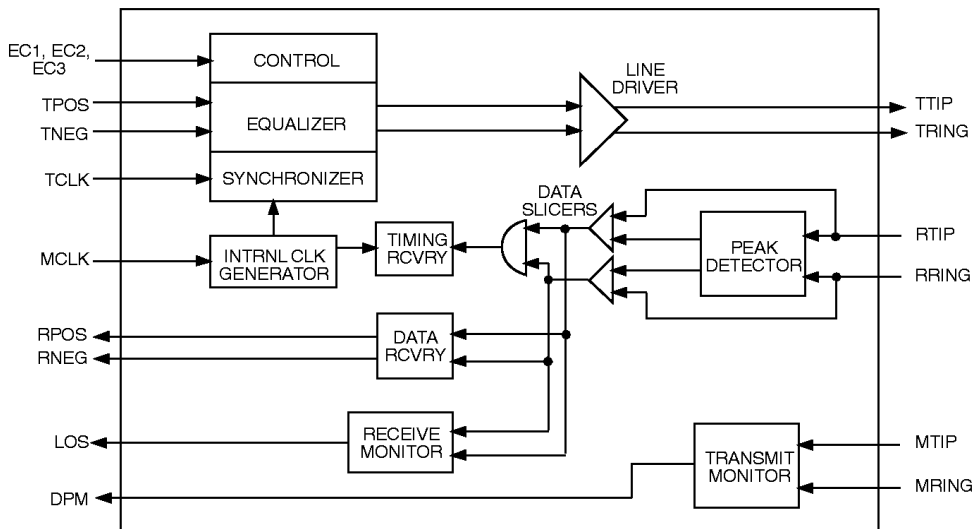 EC1, EC2,
EC3
CONTROL
LINE
DRIVER
TPOS
EQUALIZER
TTIP
TNEG
TRING
TCLK
SYNCHRONIZER
DATA
SLICERS
MCLK
INTRNL CLK
GENERATOR
TIMING
RCVRY
PEAK
DETECTOR
RTIP
RRING
RPOS
RNEG
DATA
RCVRY
LOS
RECEIVE
MONITOR
TRANSMIT
MONITOR
MTIP
MRING
DPM